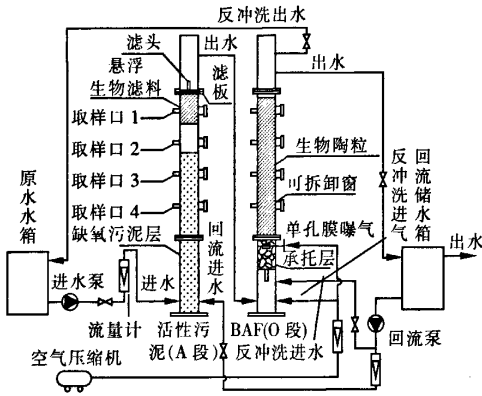 反冲洗出水
滤头
出水
悬浮
生物滤料
滤板
出水
取样口 1
取样口 2
取样口 3
取样口 4
生物陶粒
可拆卸窗
反冲洗进气
回流储水箱
原水水箱
缺氧污泥层
回流进水
单孔膜曝气
承托层
出水
进水泵
进水
流量计
活性污
泥(A 段)
BAF(O 段)
反冲洗进水
回流泵
空气压缩机